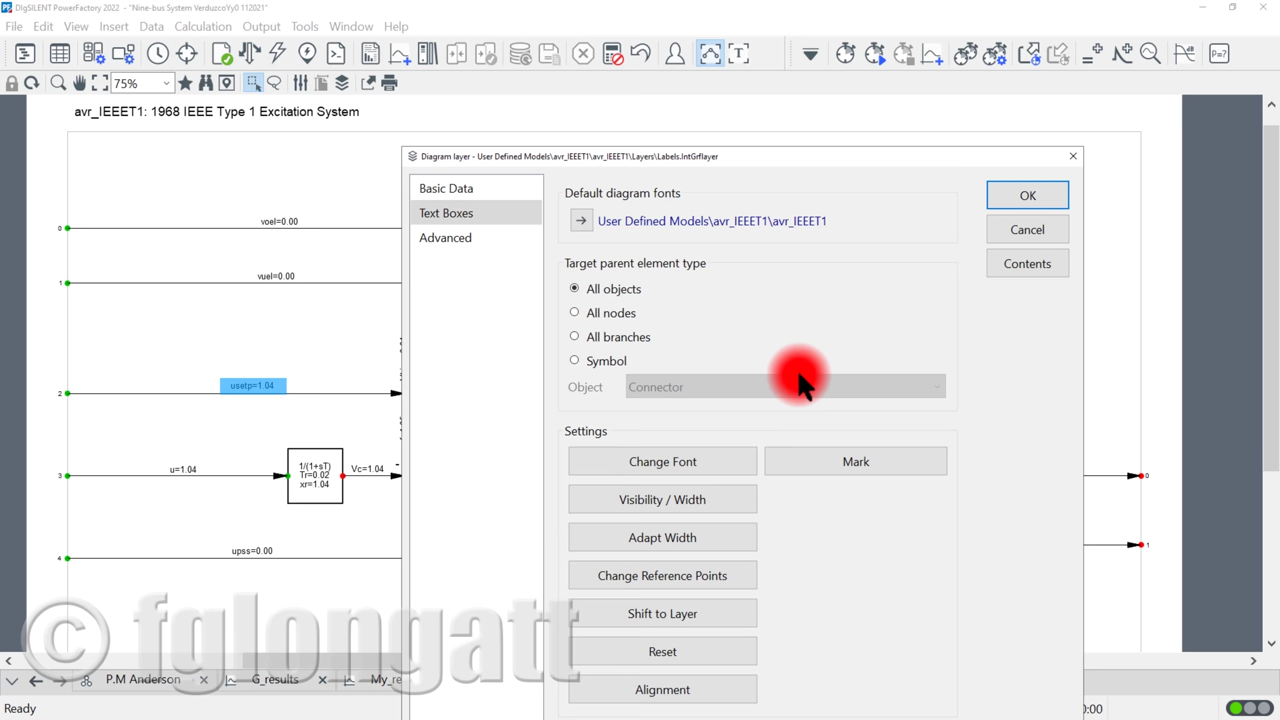 DIgSILENT PowerFactory 2022 - "Nine-bus System VerduzcoYy0 112021"
File Edit View Insert Data Calculation Output Tools Window Help
75%
avr_IEEET1: 1968 IEEE Type 1 Excitation System
Diagram layer - User Defined Models\avr_IEEET1\avr_IEEET1\Layers\Labels.IntGrflayer
Basic Data
Text Boxes
Advanced
Default diagram fonts
User Defined Models\avr_IEEET1\avr_IEEET1
Target parent element type
All objects
All nodes
All branches
Symbol
Object Connector
Settings
Change Font Mark
Visibility / Width
Adapt Width
Change Reference Points
Shift to Layer
Reset
Alignment
OK
Cancel
Contents
voel=0.00
0
vuel=0.00
1
usetp=1.04
2
u=1.04
3
1/(1+sT)
Tr=0.02
xr=1.04
Vc=1.04
-
upss=0.00
4
0
1
© fglongatt
P.M Anderson G_results My_re
Ready
0:00